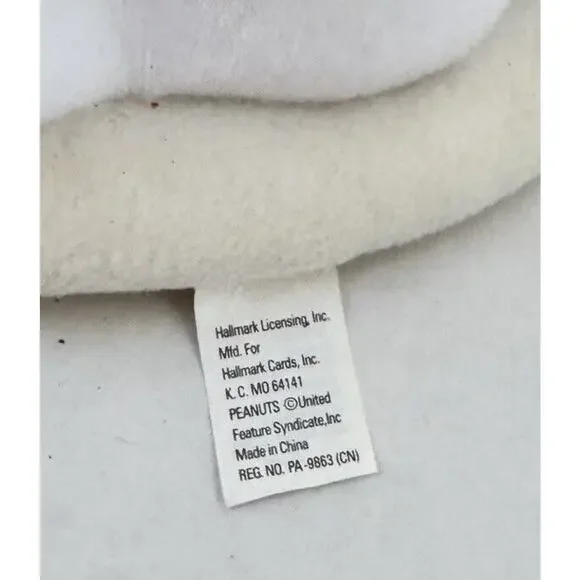 Hallmark Licensing, Inc.
Mfd. For
Hallmark Cards, Inc.
K. C. MO 64141
PEANUTS ©United
Feature Syndicate,Inc
Made in China
REG. NO. PA-9863 (CN)